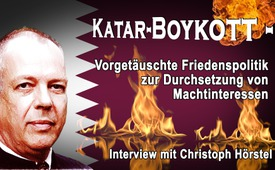 KATAR-BOYKOTT -
Vorgetäuschte Friedenspolitik
zur Durchsetzung von
Machtinteressen
Interview mit Christoph Hörstel